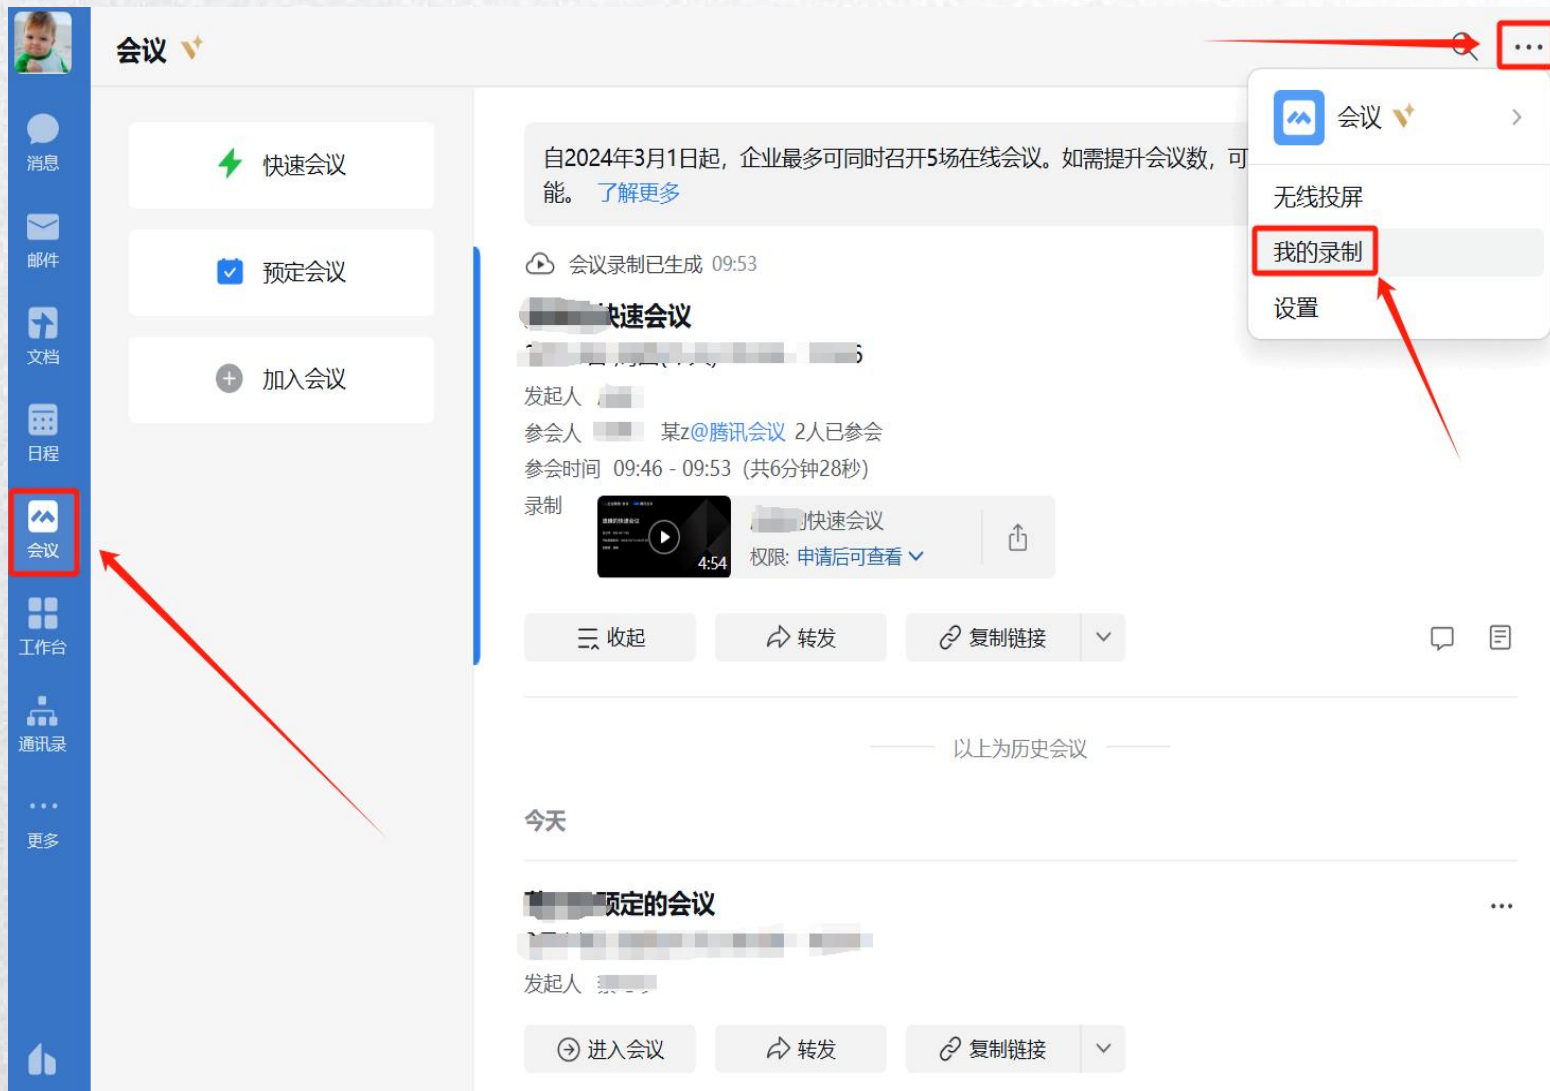 会议
消息
邮件
文档
日程
会议
工作台
通讯录
更多
快速会议
预定会议
加入会议
自2024年3月1日起，企业最多可同时召开5场在线会议。如需提升会议数，可
能。 了解更多
会议录制已生成 09:53
快速会议
发起人
参会人 某z@腾讯会议 2人已参会
参会时间 09:46 - 09:53 (共6分钟28秒)
录制
4:54
快速会议
权限: 申请后可查看
收起
转发
复制链接
以上为历史会议
今天
预定的会议
发起人
进入会议
转发
复制链接
会议
无线投屏
我的录制
设置